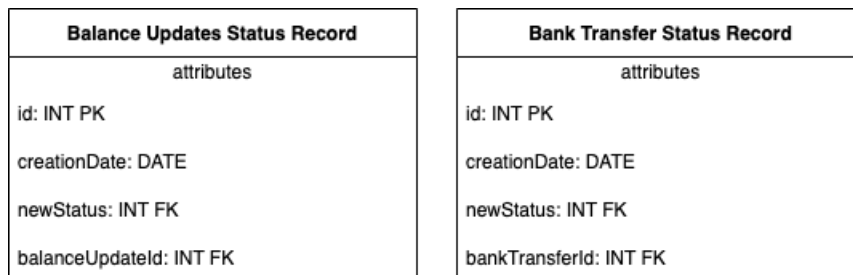 Balance Updates Status Record
attributes
id: INT PK
creationDate: DATE
newStatus: INT FK
balanceUpdateId: INT FK
Bank Transfer Status Record
attributes
id: INT PK
creationDate: DATE
newStatus: INT FK
bankTransferId: INT FK